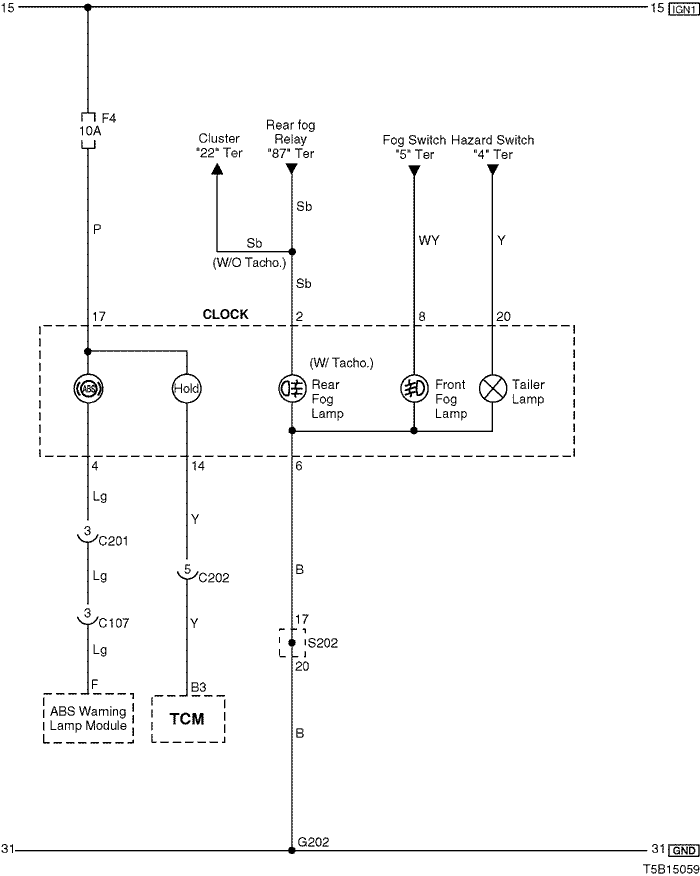 15
15 IGN1
F4
10A
Cluster
"22" Ter
Rear fog
Relay
"87" Ter
Fog Switch
"5" Ter
Hazard Switch
"4" Ter
Sb
P
Sb
(W/O Tacho.)
WY
Y
Sb
17
CLOCK
2
8
20
(W/ Tacho.)
ABS
Hold
Rear
Fog
Lamp
Front
Fog
Lamp
Tailer
Lamp
4
14
6
Lg
Y
3
C201
Lg
5
C202
B
3
C107
Y
17
S202
Lg
20
F
B3
ABS Warning
Lamp Module
TCM
B
G202
31
31 GND
T5B15059